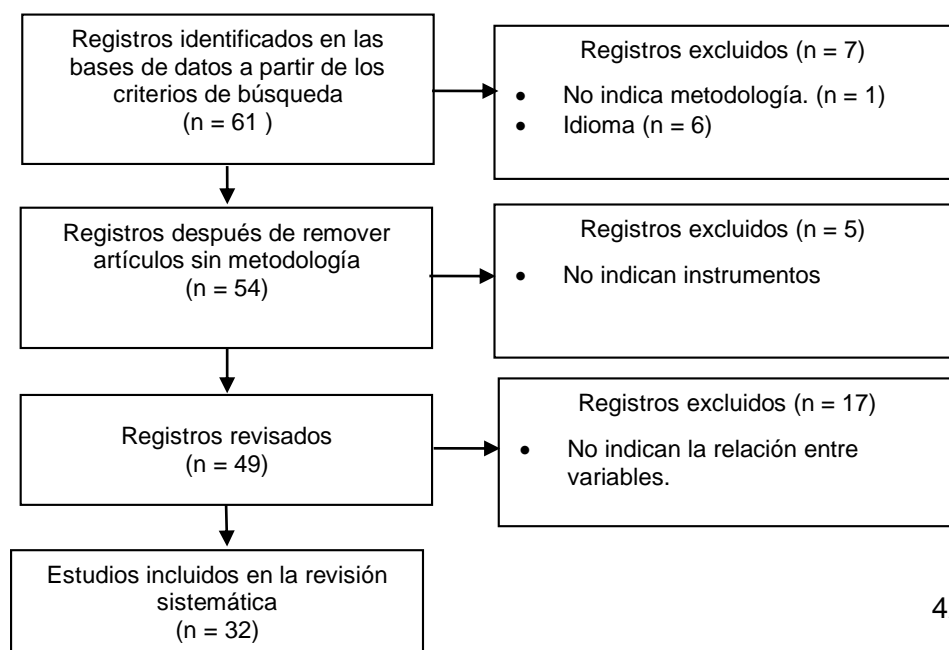 Registros identificados en las
bases de datos a partir de los
criterios de búsqueda
(n = 61 )
Registros excluidos (n = 7)
• No indica metodología. (n = 1)
• Idioma (n = 6)
Registros después de remover
artículos sin metodología
(n = 54)
Registros excluidos (n = 5)
• No indican instrumentos
Registros revisados
(n = 49)
Registros excluidos (n = 17)
• No indican la relación entre
variables.
Estudios incluidos en la revisión
sistemática
(n = 32)
4